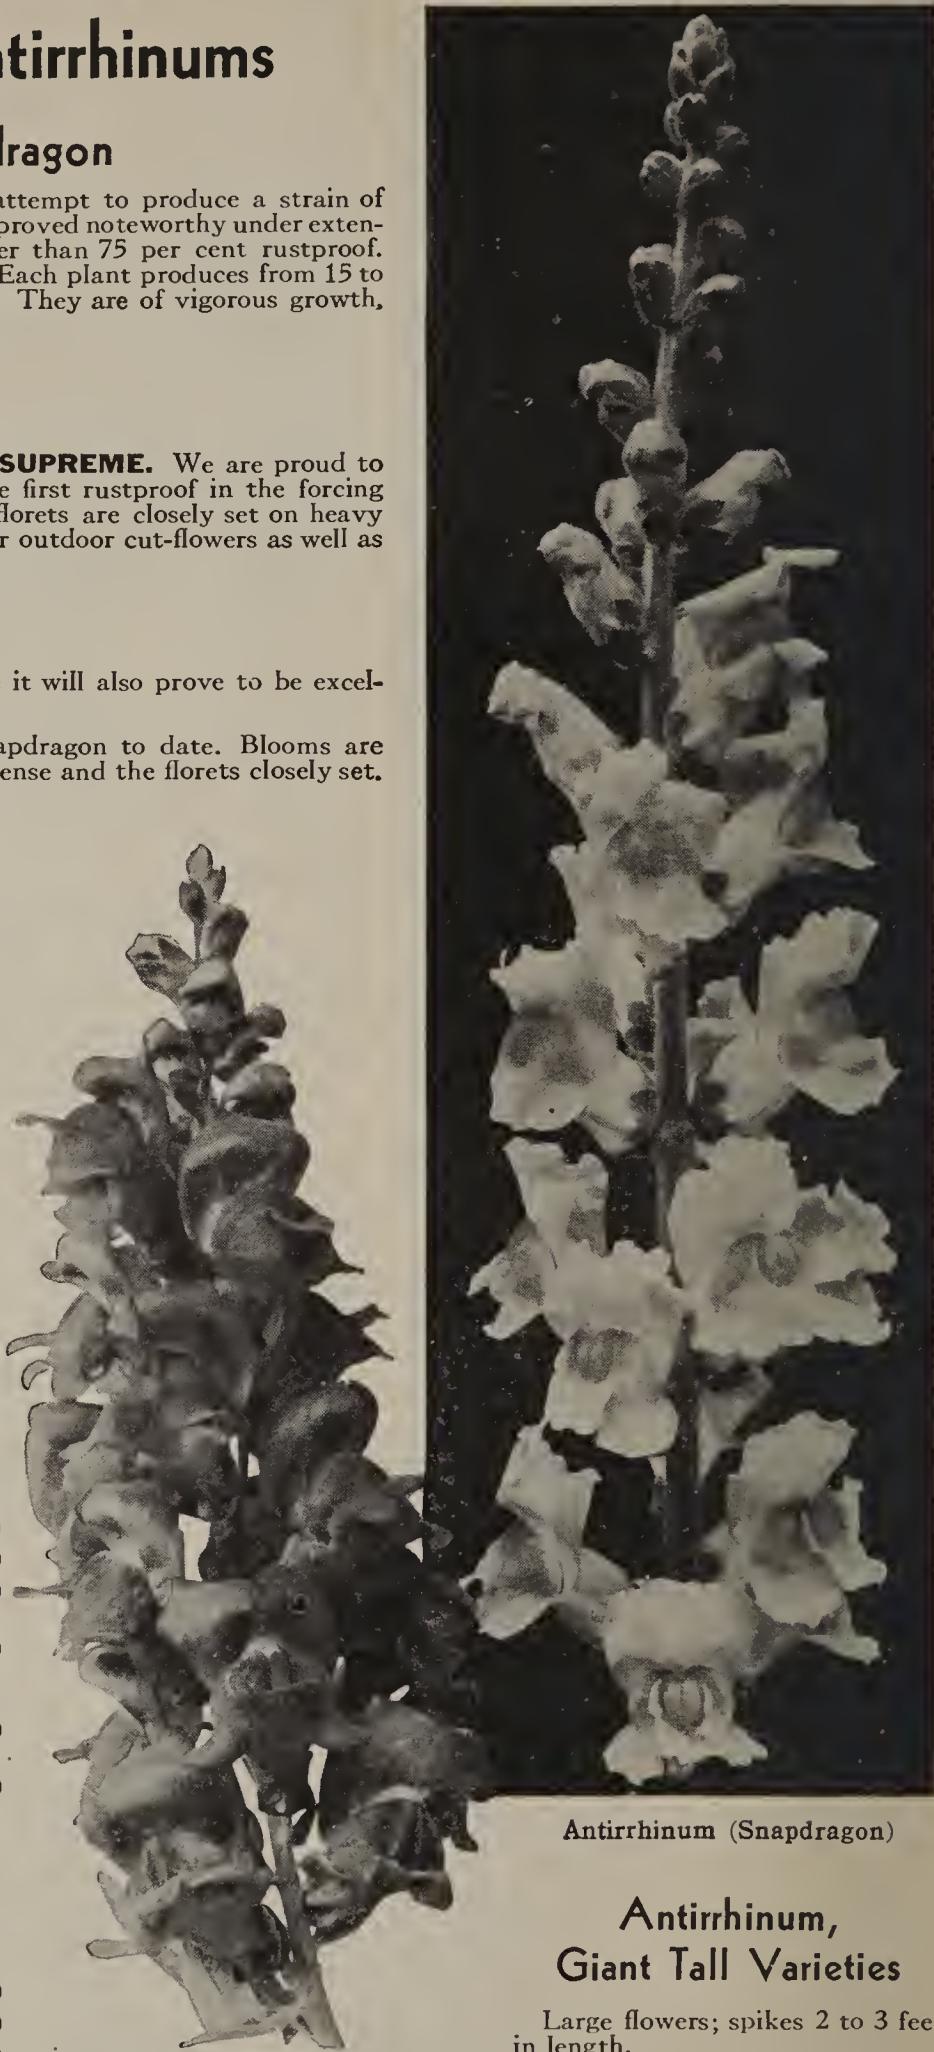 tirrhinums
dragon
attempt to produce a strain of
proved noteworthy under exten-
er than 75 per cent rustproof.
Each plant produces from 15 to
They are of vigorous growth,
SUPREME. We are proud to
e first rustproof in the forcing
florets are closely set on heavy
r outdoor cut-flowers as well as
it will also prove to be excel-
apdragon to date. Blooms are
ense and the florets closely set.
Antirrhinum (Snapdragon)
Antirrhinum,
Giant Tall Varieties
Large flowers; spikes 2 to 3 fee
in length.